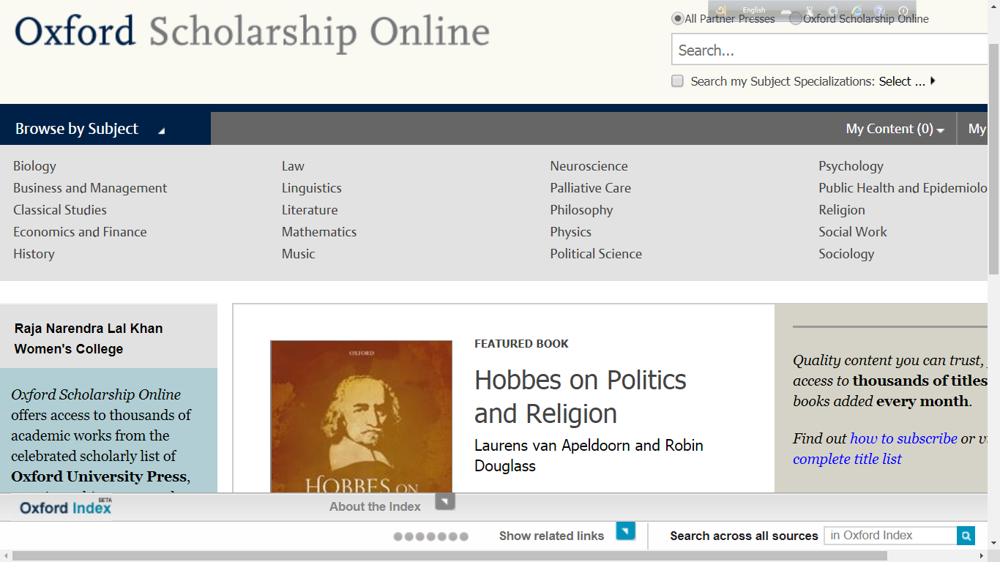 Oxford Scholarship Online
English
All Partner Presses Oxford Scholarship Online
Search...
Search my Subject Specializations: Select ...
Browse by Subject
My Content (0) My
Biology Law Neuroscience Psychology
Business and Management Linguistics Palliative Care Public Health and Epidemiolo
Classical Studies Literature Philosophy Religion
Economics and Finance Mathematics Physics Social Work
History Music Political Science Sociology
Raja Narendra Lal Khan
Women's College
Oxford Scholarship Online
offers access to thousands of
academic works from the
celebrated scholarly list of
Oxford University Press,
OXFORD
HOBBES ON
FEATURED BOOK
Hobbes on Politics
and Religion
Laurens van Apeldoorn and Robin
Douglass
Quality content you can trust,
access to thousands of titles
books added every month.
Find out how to subscribe or v
complete title list
Oxford Index BETA
About the Index
Show related links
Search across all sources in Oxford Index